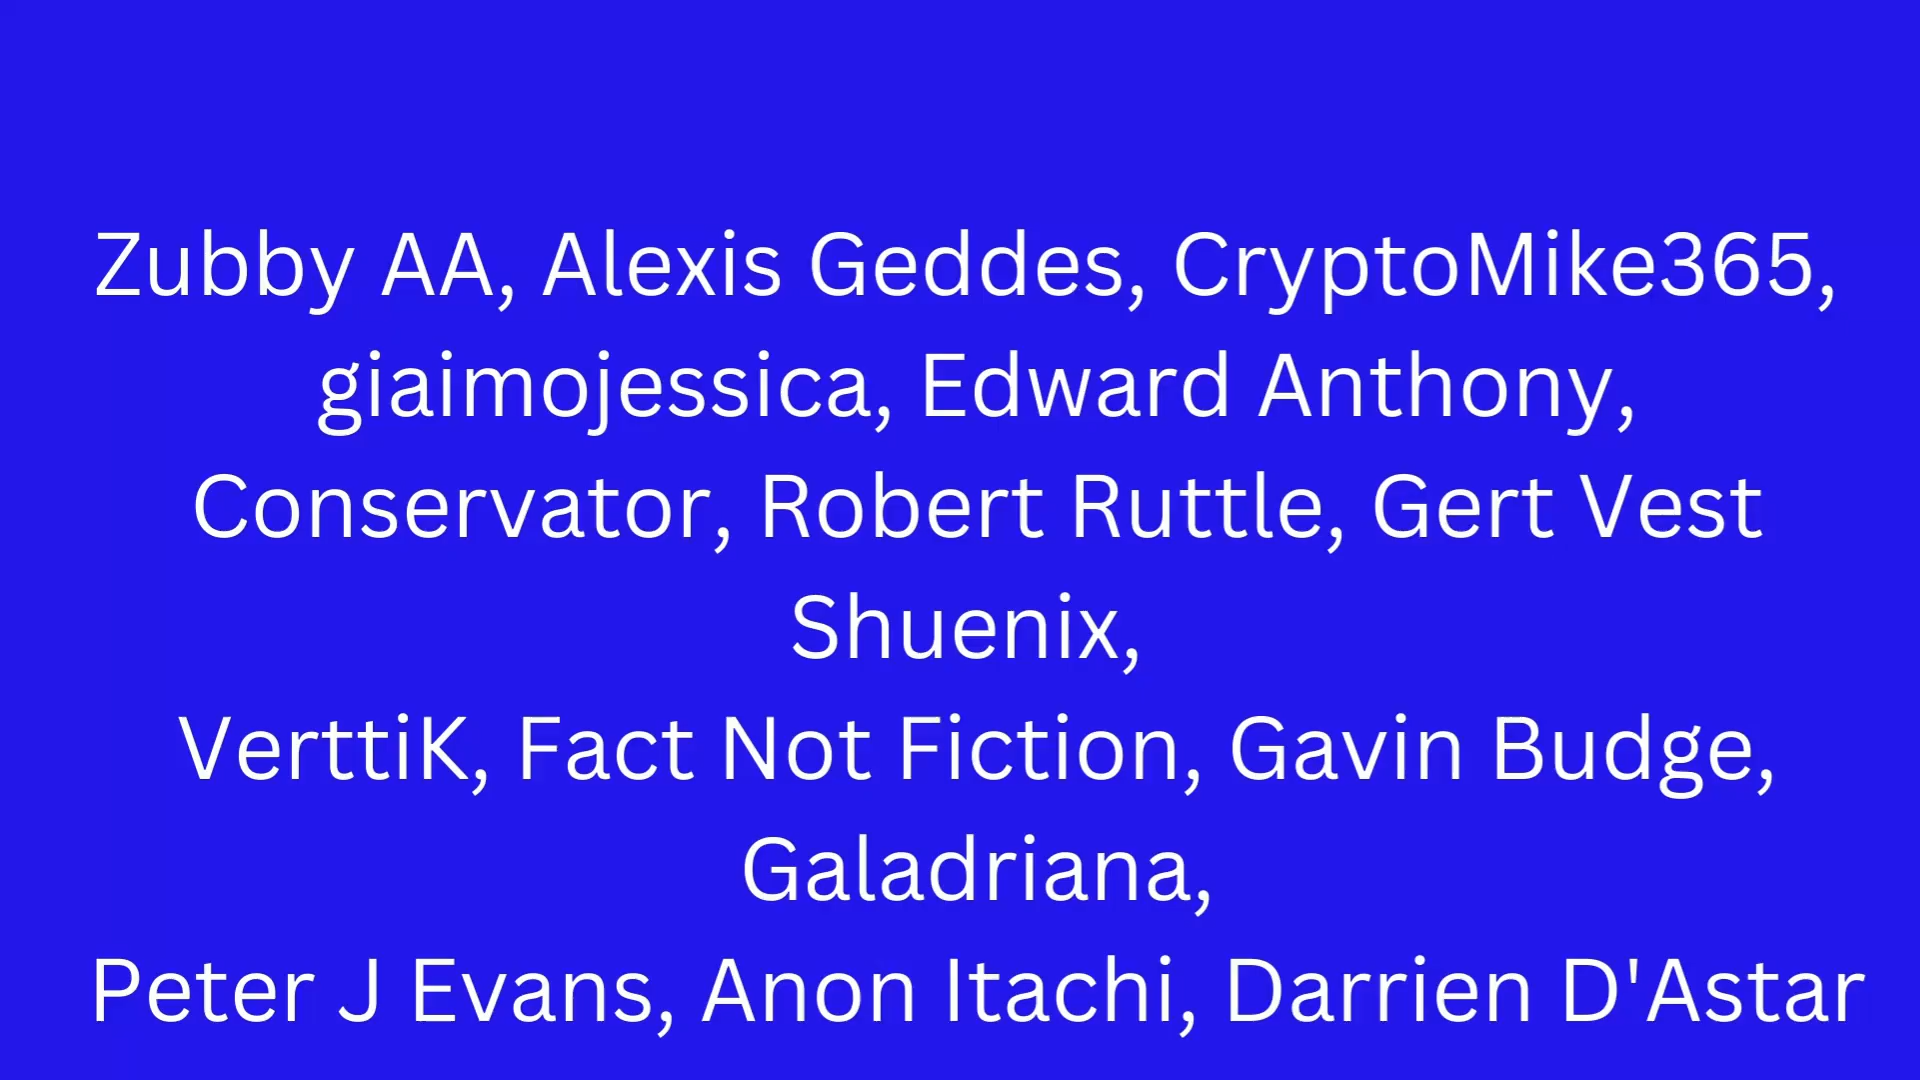 Zubby AA, Alexis Geddes, CryptoMike365,
giaimojessica, Edward Anthony,
Conservator, Robert Ruttle, Gert Vest
Shuenix,
VerttiK, Fact Not Fiction, Gavin Budge,
Galadriana,
Peter J Evans, Anon Itachi, Darrien D'Astar